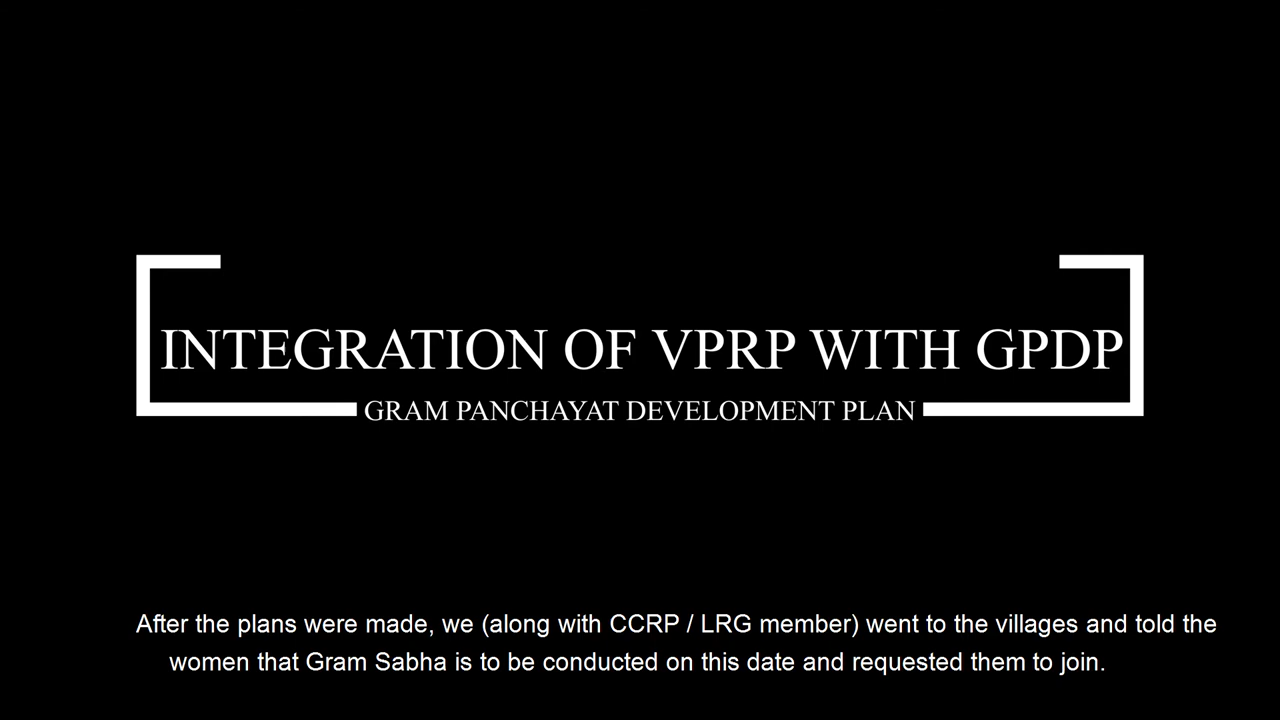 INTEGRATION OF VPRP WITH GPDP
GRAM PANCHAYAT DEVELOPMENT PLAN
After the plans were made, we (along with CCRP / LRG member) went to the villages and told the
women that Gram Sabha is to be conducted on this date and requested them to join.